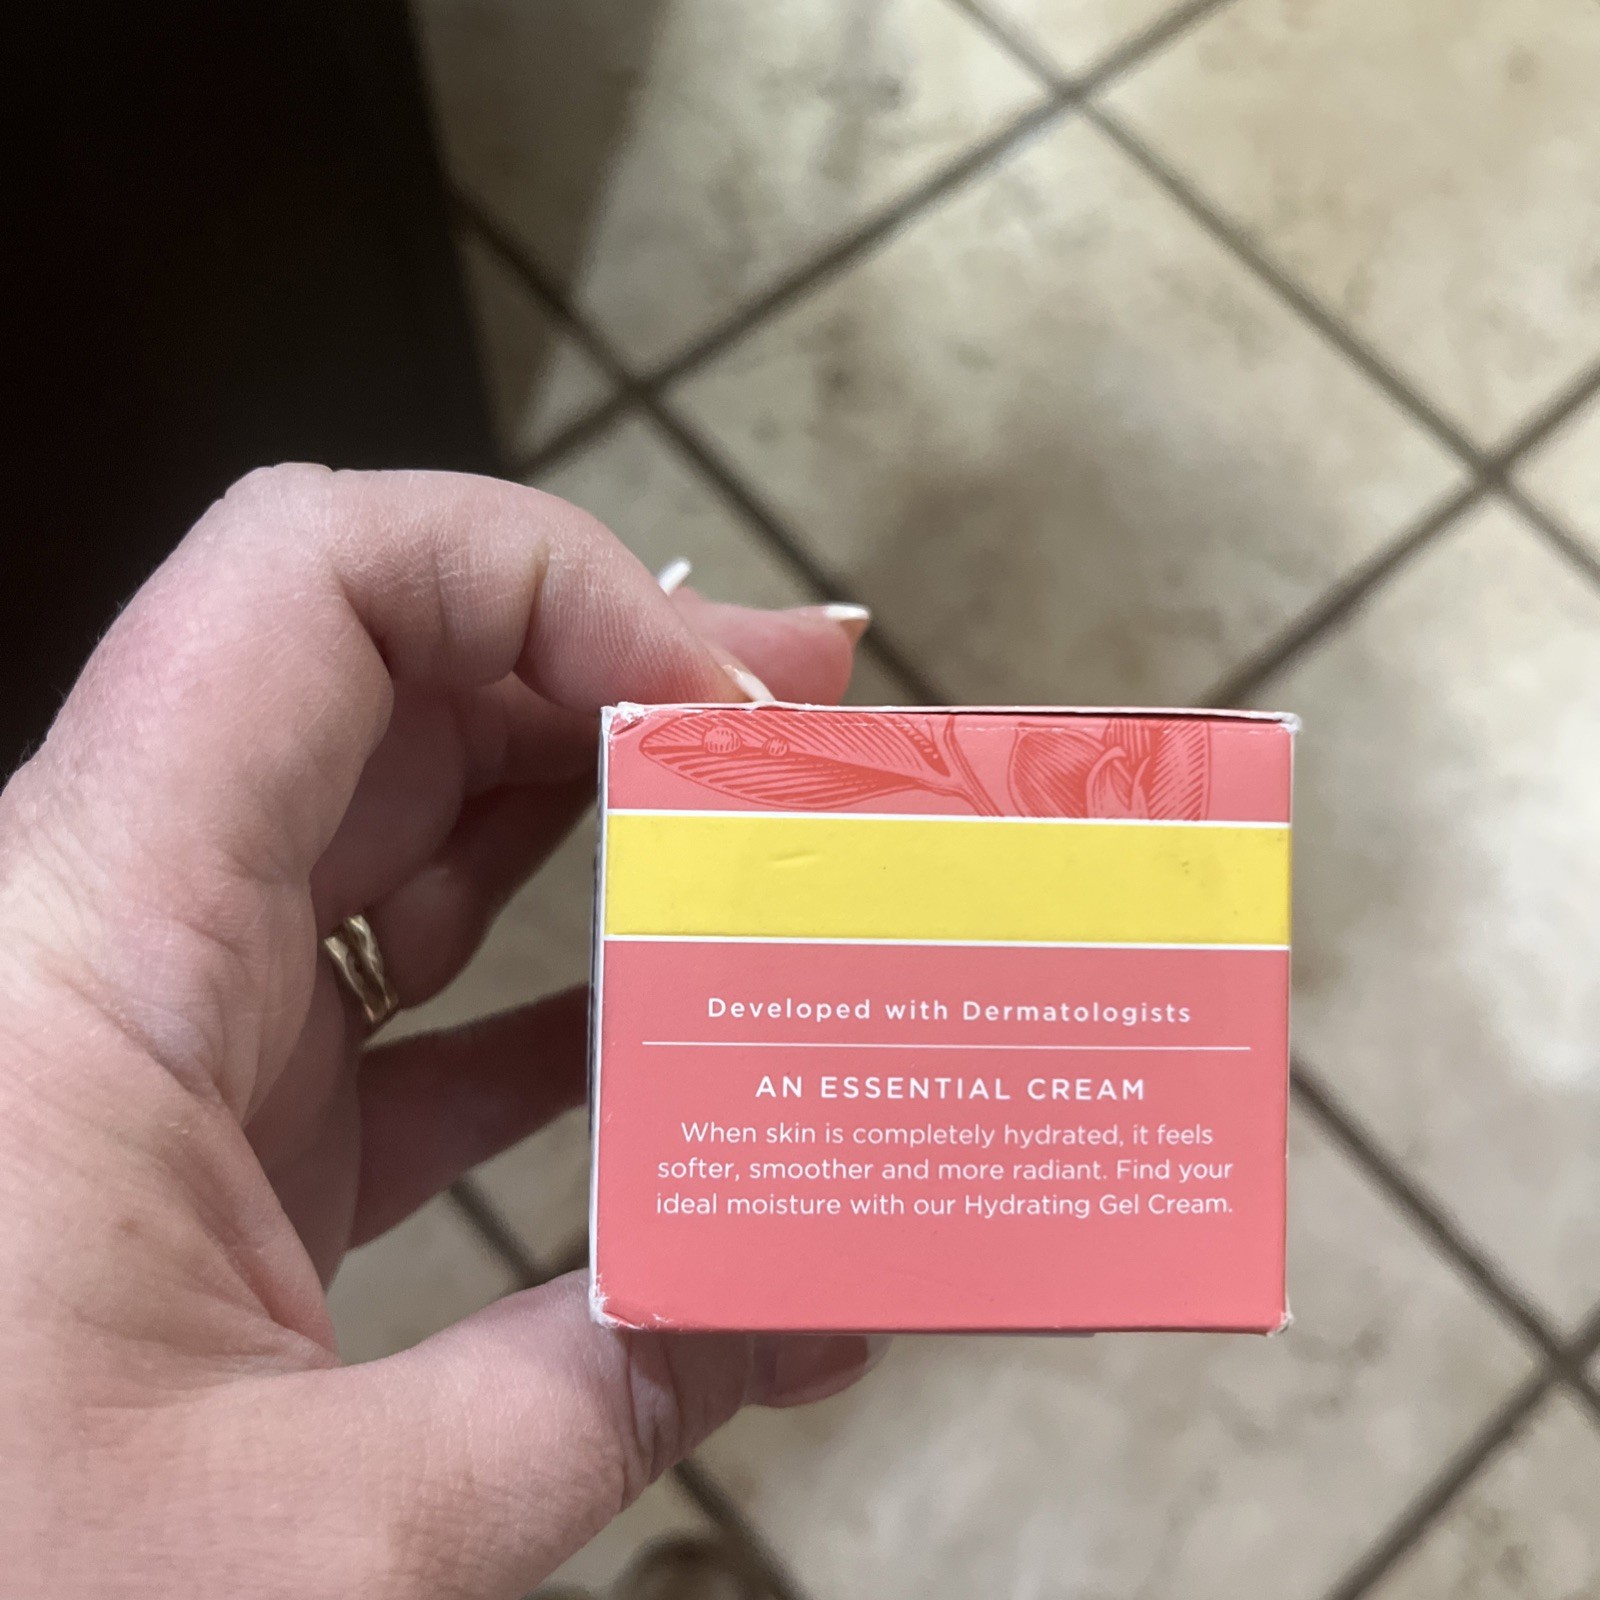 Developed with Dermatologists
AN ESSENTIAL CREAM
When skin is completely hydrated, it feels
softer, smoother and more radiant. Find your
ideal moisture with our Hydrating Gel Cream.